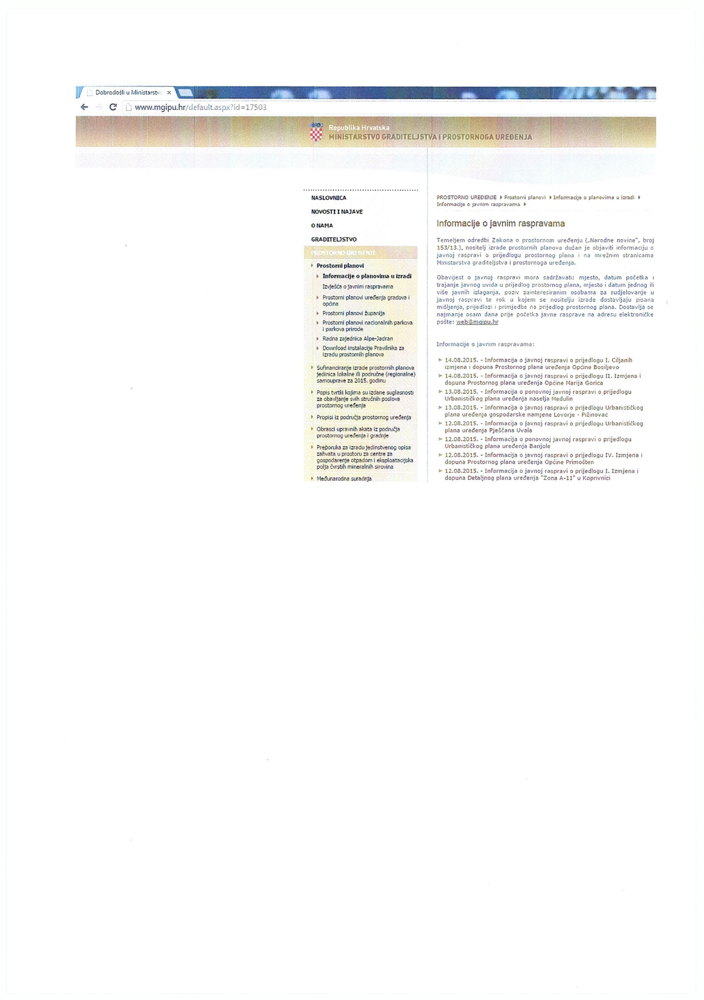 Dobrodošli u Ministarstvo
www.mgipu.hr/default.aspx?id=17503
Republika Hrvatska
MINISTARSTVO GRADITELJSTVA I PROSTORNOGA UREĐENJA
NASLOVNICA
NOVOSTI I NAJAVE
O NAMA
GRADITELJSTVO
PROSTORNO UREĐENJE
Prostorni planovi
Informacije o planovima u izradi
Izvješća o javnim raspravama
Prostorni planovi uređenja gradova i
općina
Prostorni planovi županija
Prostorni planovi nacionalnih parkova
i parkova prirode
Radna zajednica Alpe-Jadran
Download instalacije Pravilnika za
izradu prostornih planova
Sufinanciranje izrade prostornih planova
jedinica lokalne ili područne (regionalne)
samouprave za 2015. godinu
Popis tvrtki kojima su izdane suglasnosti
za obavljanje svih stručnih poslova
prostornog uređenja
Propisi iz područja prostornog uređenja
Obrasci upravnih akata iz područja
prostornog uređenja i gradnje
Preporuka za izradu jedinstvenog opisa
zahvata u prostoru za centre za
gospodarenje otpadom i eksploatacijska
polja čvrstih mineralnih sirovina
Međunarodna suradnja
PROSTORNO UREĐENJE Prostorni planovi Informacije o planovima u izradi
Informacije o javnim raspravama
Informacije o javnim raspravama
Temeljem odredbi Zakona o prostornom uređenju („Narodne novine“, broj
153/13.), nositelj izrade prostornih planova dužan je objaviti informaciju o
javnoj raspravi o prijedlogu prostornog plana i na mrežnim stranicama
Ministarstva graditeljstva i prostornoga uređenja.
Obavijest o javnoj raspravi mora sadržavati: mjesto, datum početka i
trajanje javnog uvida u prijedlog prostornog plana, mjesto i datum jednog ili
više javnih izlaganja, poziv zainteresiranim osobama za sudjelovanje u
javnoj raspravi te rok u kojem se nositelju izrade dostavljaju pisana
mišljenja, prijedlozi i primjedbe na prijedlog prostornog plana. Dostavlja se
najmanje osam dana prije početka javne rasprave na adresu elektroničke
pošte: web@mgipu.hr
Informacije o javnim raspravama:
14.08.2015. - Informacija o javnoj raspravi o prijedlogu I. Ciljanih
izmjena i dopuna Prostornog plana uređenja Općine Bosiljevo
14.08.2015. - Informacija o javnoj raspravi o prijedlogu II. Izmjena i
dopuna Prostornog plana uređenja Općine Marija Gorica
13.08.2015. - Informacija o ponovnoj javnoj raspravi o prijedlogu
Urbanističkog plana uređenja naselja Medulin
13.08.2015. - Informacija o javnoj raspravi o prijedlogu Urbanističkog
plana uređenja gospodarske namjene Lovorje - Pižinovac
12.08.2015. - Informacija o javnoj raspravi o prijedlogu Urbanističkog
plana uređenja Pješčana Uvala
12.08.2015. - Informacija o ponovnoj javnoj raspravi o prijedlogu
Urbanističkog plana uređenja Banjole
12.08.2015. - Informacija o javnoj raspravi o prijedlogu IV. Izmjena i
dopuna Prostornog plana uređenja Općine Primošten
12.08.2015. - Informacija o javnoj raspravi o prijedlogu I. Izmjena i
dopuna Detaljnog plana uređenja "Zona A-11" u Koprivnici